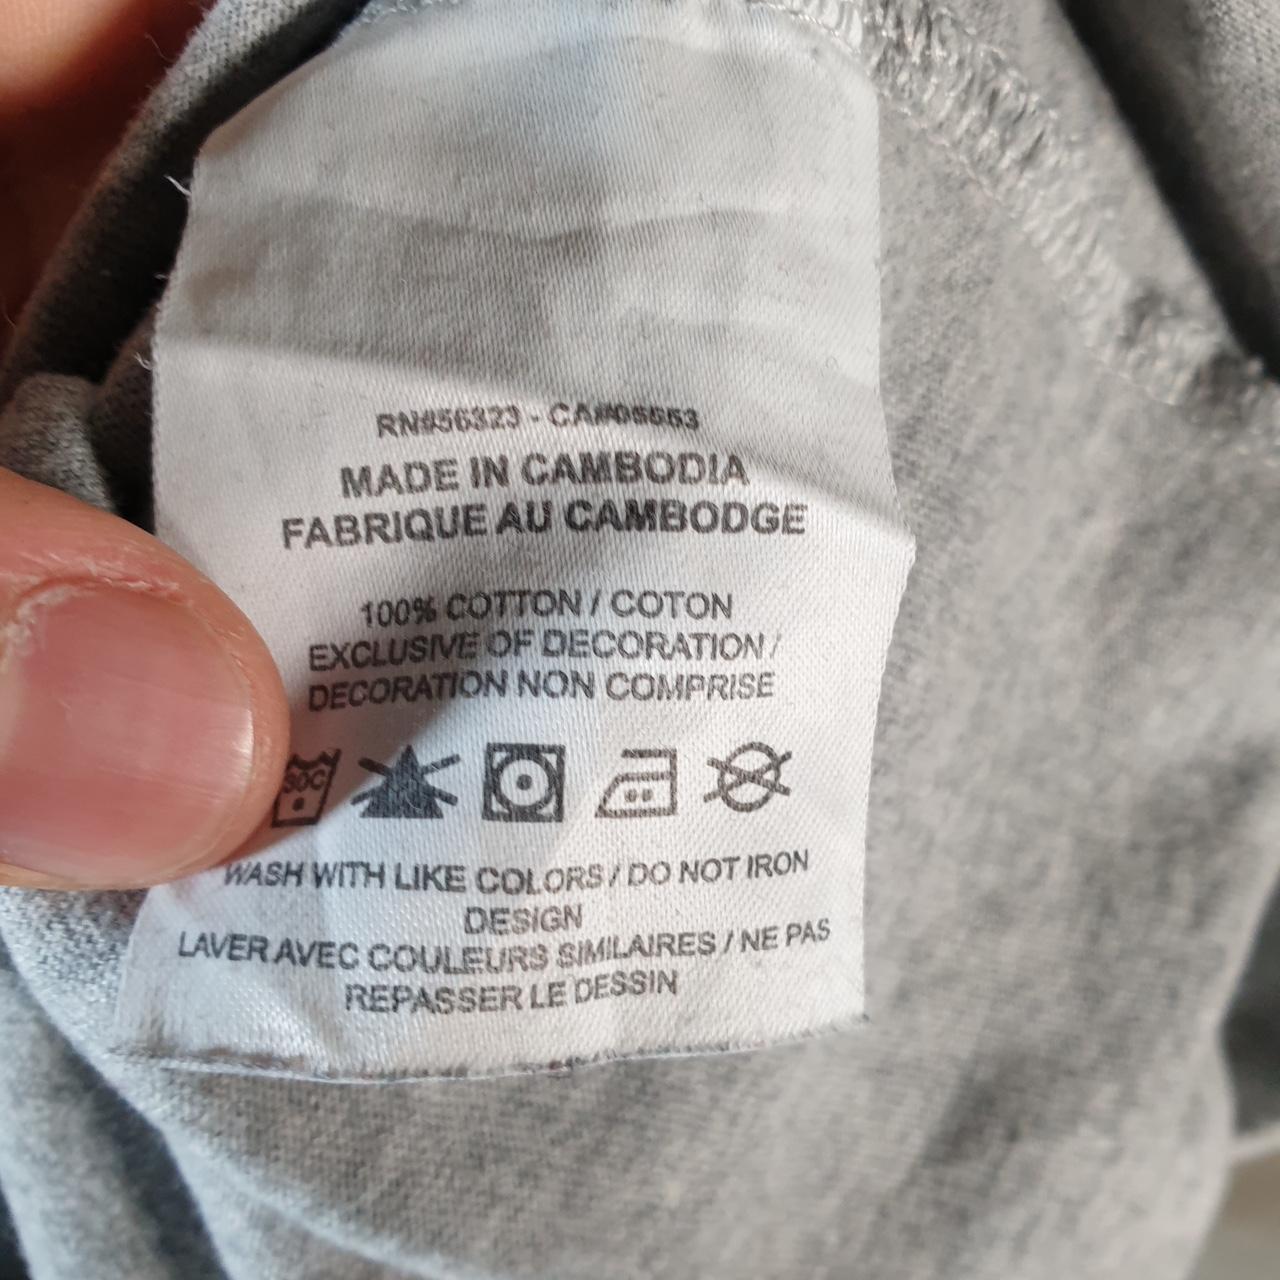 RN#56323 - CA#05553
MADE IN CAMBODIA
FABRIQUE AU CAMBODGE
100% COTTON / COTON
EXCLUSIVE OF DECORATION /
DECORATION NON COMPRISE
50C
WASH WITH LIKE COLORS / DO NOT IRON
DESIGN
LAVER AVEC COULEURS SIMILAIRES / NE PAS
REPASSER LE DESSIN